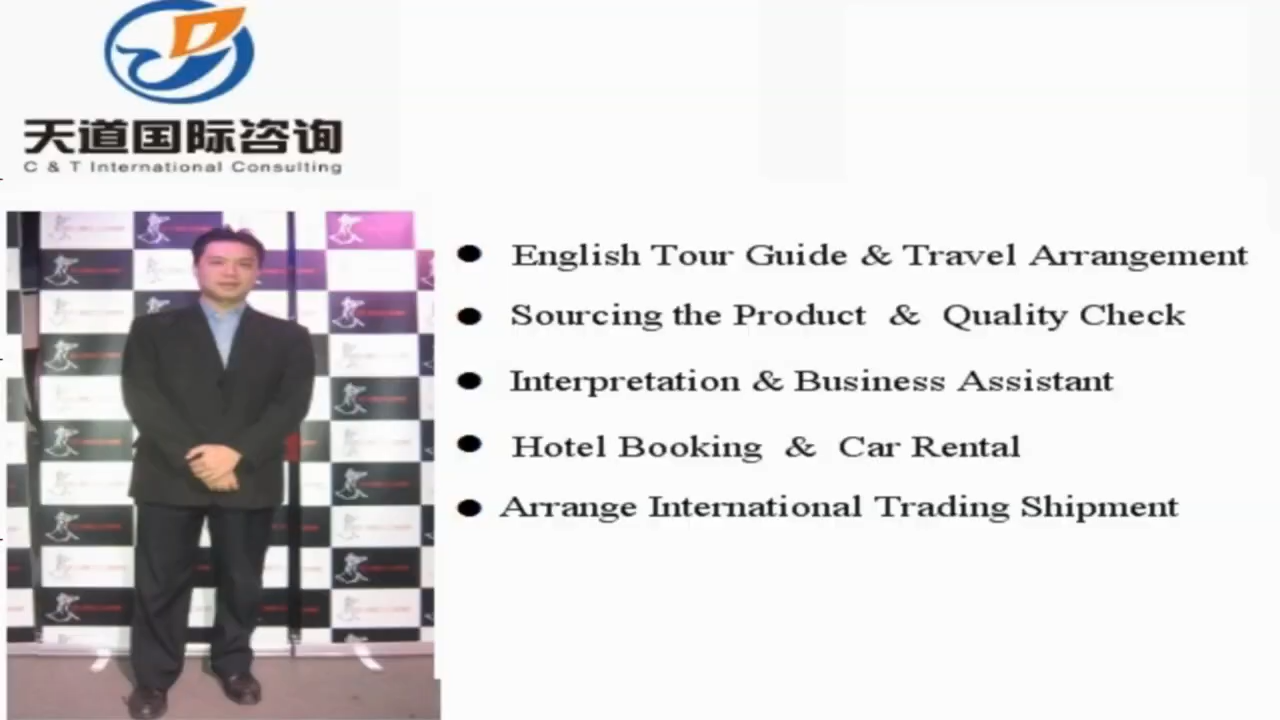 天道国际咨询
C & T International Consulting
● English Tour Guide & Travel Arrangement
● Sourcing the Product & Quality Check
● Interpretation & Business Assistant
● Hotel Booking & Car Rental
● Arrange International Trading Shipment